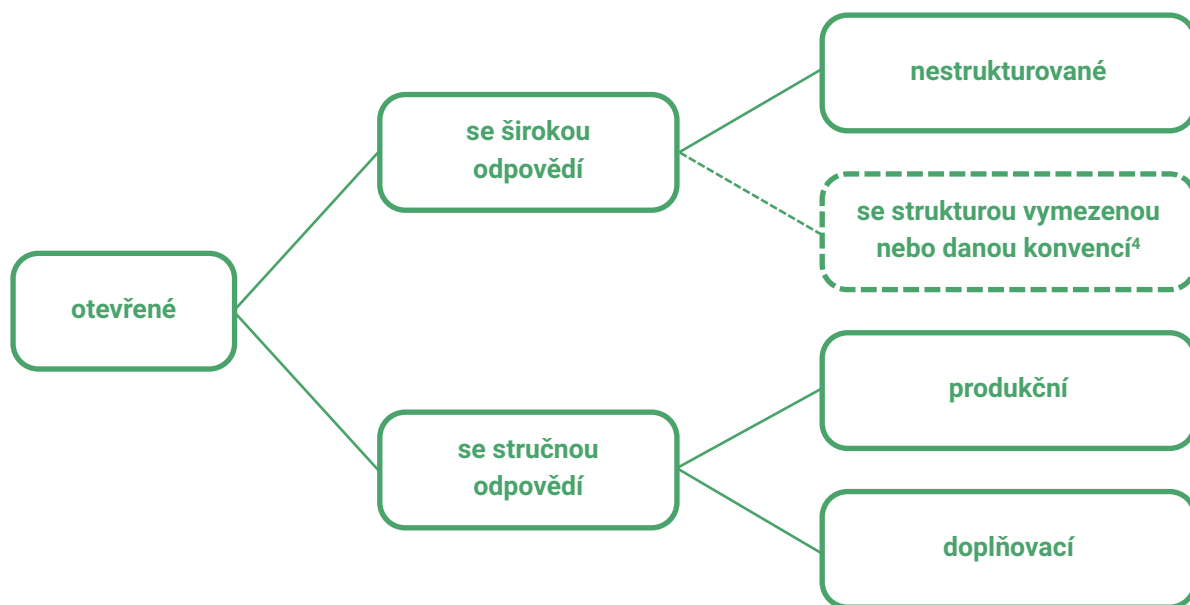 otevřené
se širokou
odpovědí
nestrukturované
se strukturou vymezenou
nebo danou konvencí⁴
se stručnou
odpovědí
produkční
doplňovací